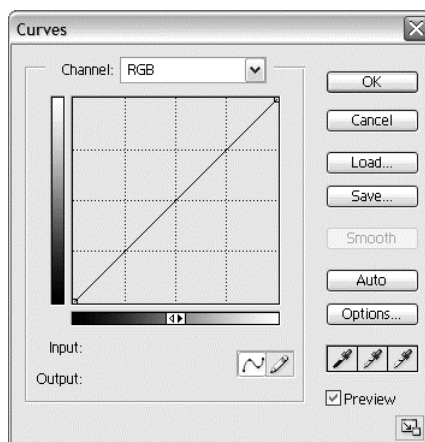 Curves
Channel: RGB
OK
Cancel
Load...
Save...
Smooth
Auto
Options...
Input:
Output:
Preview